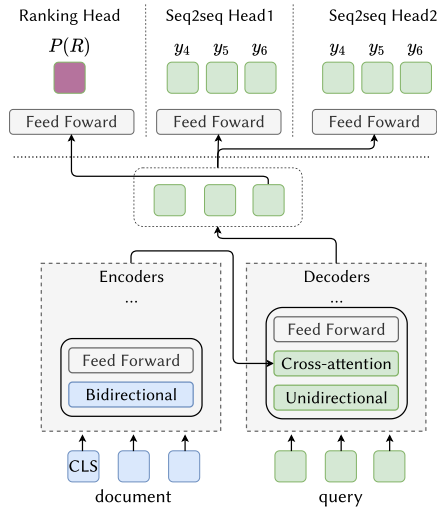 Ranking Head Seq2seq Head1 Seq2seq Head2
P(R) y4 y5 y6 y4 y5 y6
Feed Foward Feed Foward Feed Foward
Encoders Decoders
... ...
Feed Forward
Feed Forward Cross-attention
Bidirectional Unidirectional
CLS
document query